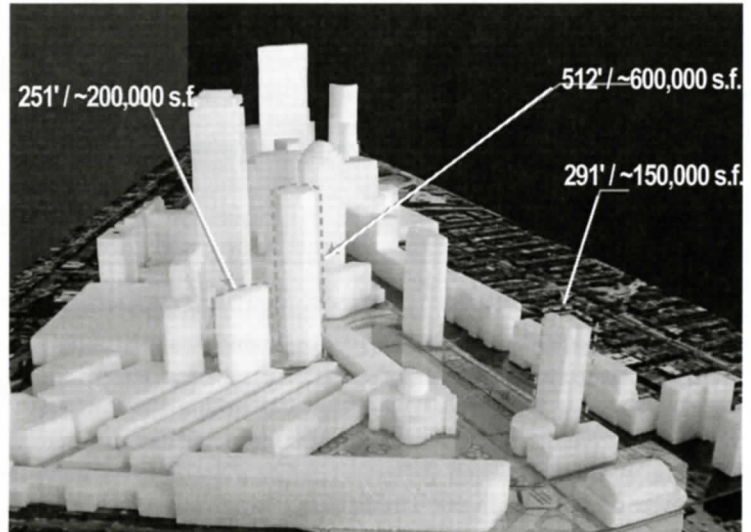 251' / ~200,000 s.f.
512' / ~600,000 s.f.
291' / ~150,000 s.f.